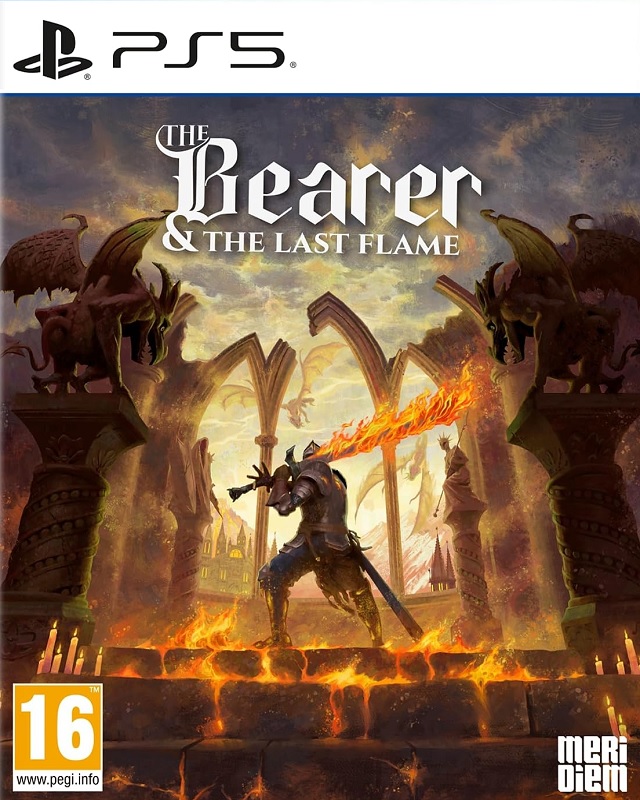 PS5
THE
Bearer
& THE LAST FLAME
16
www.pegi.info
MERI
DIEM